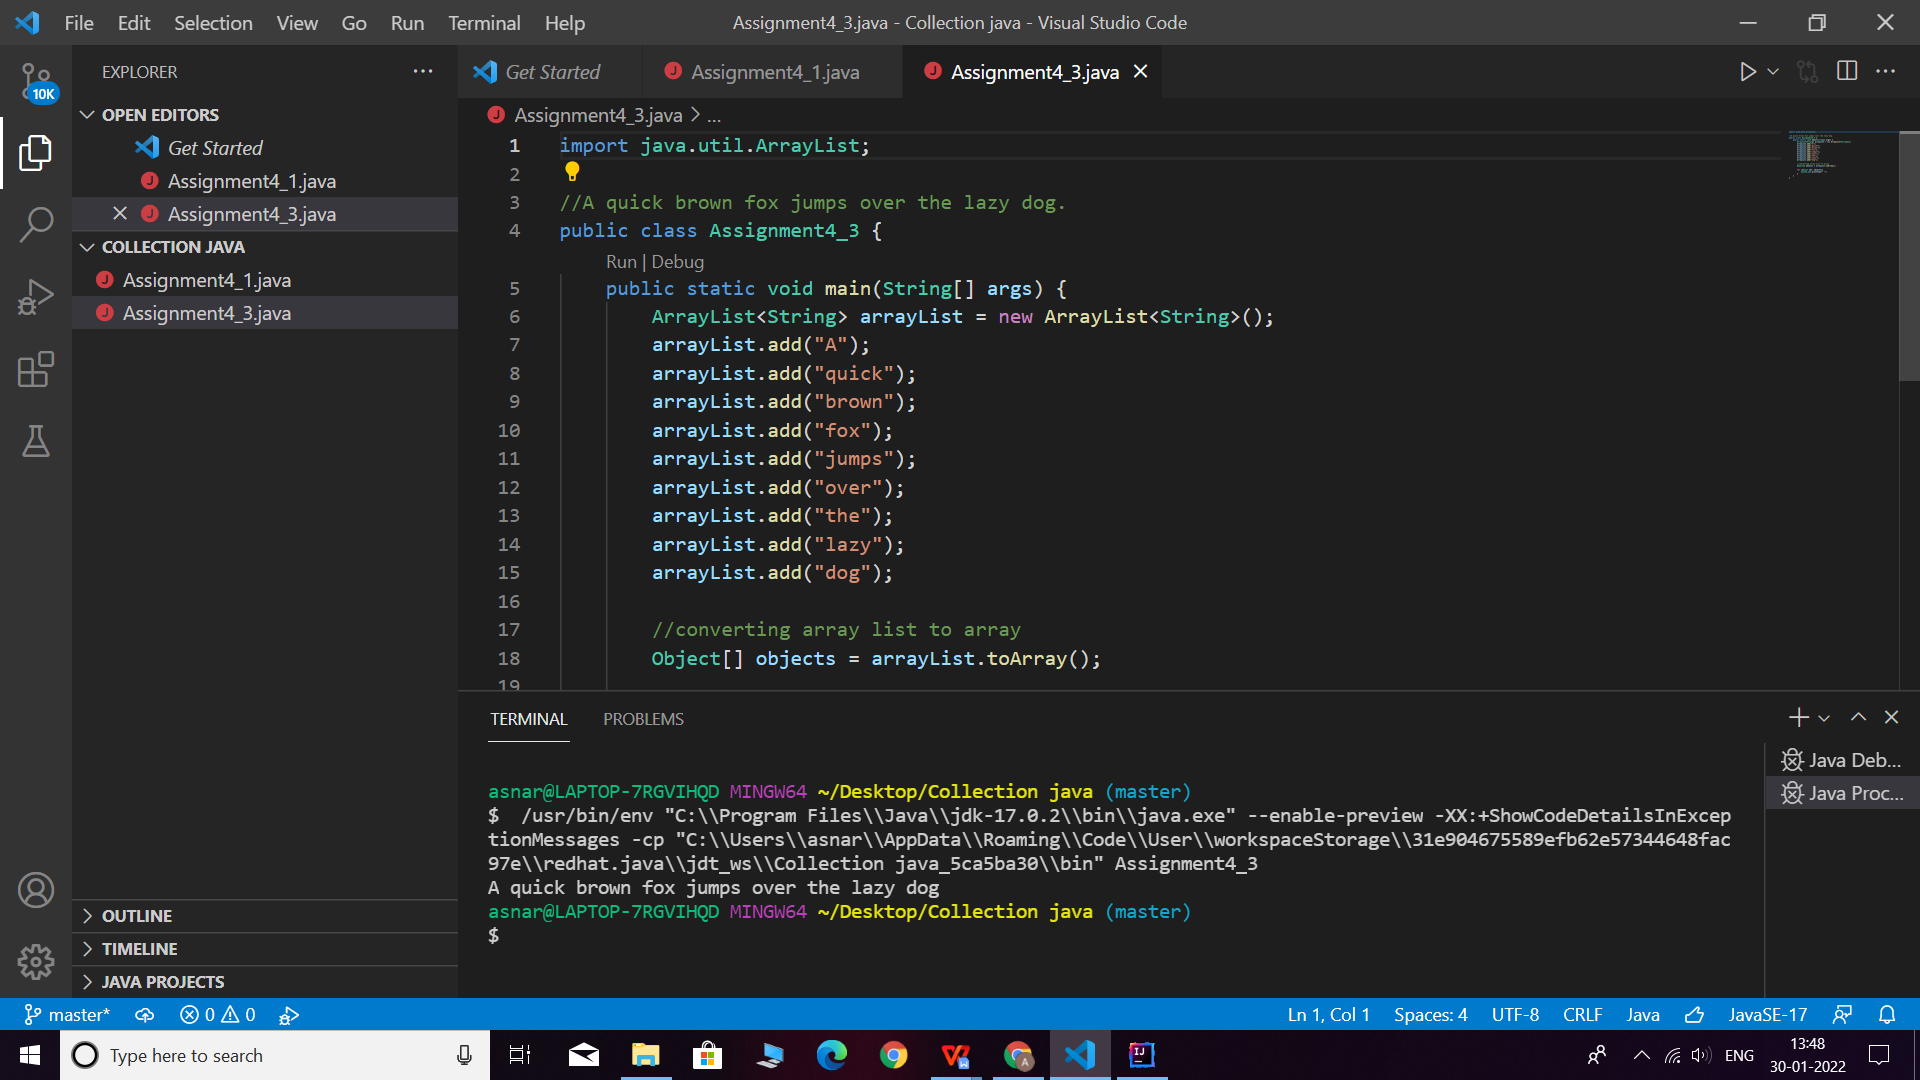 File Edit Selection View Go Run Terminal Help Assignment4_3.java - Collection java - Visual Studio Code
10K
EXPLORER
OPEN EDITORS
Get Started
Assignment4_1.java
Assignment4_3.java
COLLECTION JAVA
Assignment4_1.java
Assignment4_3.java
OUTLINE
TIMELINE
JAVA PROJECTS
Get Started Assignment4_1.java Assignment4_3.java
Assignment4_3.java > ...
1 import java.util.ArrayList;
2
3 //A quick brown fox jumps over the lazy dog.
4 public class Assignment4_3 {
Run | Debug
5 public static void main(String[] args) {
6 ArrayList<String> arrayList = new ArrayList<String>();
7 arrayList.add("A");
8 arrayList.add("quick");
9 arrayList.add("brown");
10 arrayList.add("fox");
11 arrayList.add("jumps");
12 arrayList.add("over");
13 arrayList.add("the");
14 arrayList.add("lazy");
15 arrayList.add("dog");
16
17 //converting array list to array
18 Object[] objects = arrayList.toArray();
19
TERMINAL PROBLEMS
Java Deb...
Java Proc...
asnar@LAPTOP-7RGVIHQD MINGW64 ~/Desktop/Collection java (master)
$ /usr/bin/env "C:\\Program Files\\Java\\jdk-17.0.2\\bin\\java.exe" --enable-preview -XX:+ShowCodeDetailsInExcep
tionMessages -cp "C:\\Users\\asnar\\AppData\\Roaming\\Code\\User\\workspaceStorage\\31e904675589efb62e57344648fac
97e\\redhat.java\\jdt_ws\\Collection java_5ca5ba30\\bin" Assignment4_3
A quick brown fox jumps over the lazy dog
asnar@LAPTOP-7RGVIHQD MINGW64 ~/Desktop/Collection java (master)
$
master* 0 0 Ln 1, Col 1 Spaces: 4 UTF-8 CRLF Java JavaSE-17
Type here to search
ENG
13:48
30-01-2022